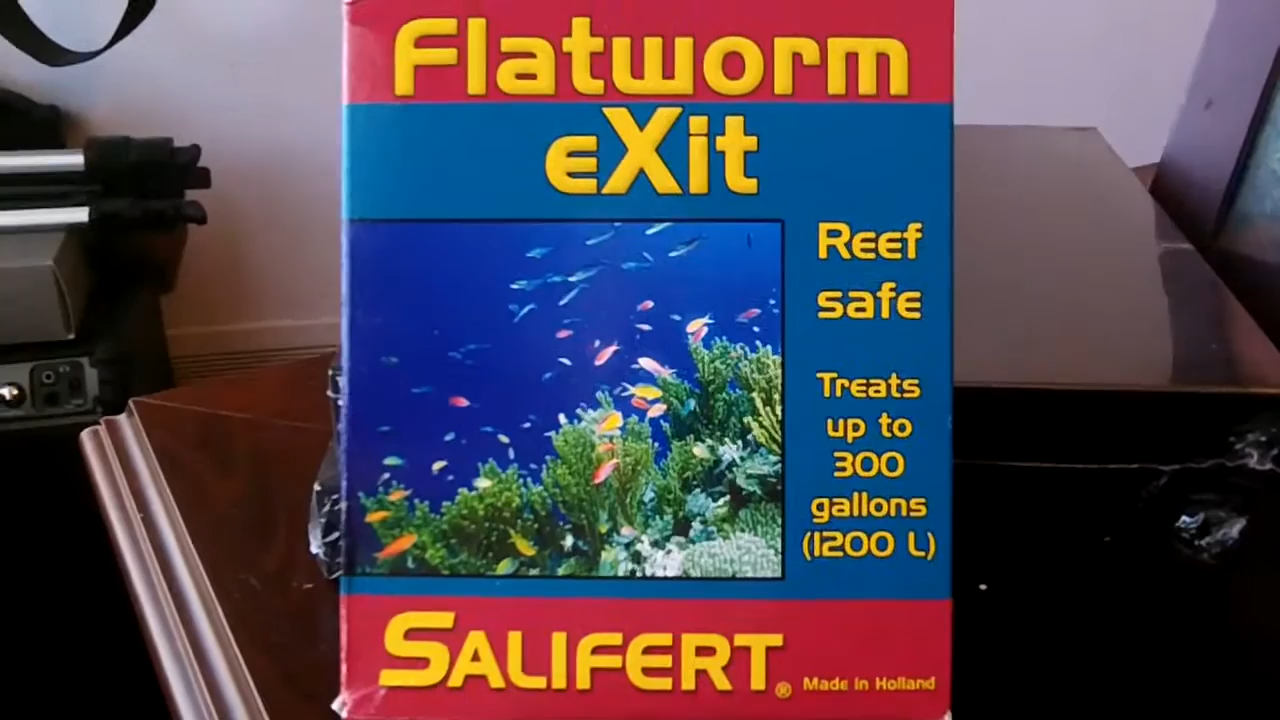 Flatworm
eXit
Reef
safe
Treats
up to
300
gallons
(1200 L)
SALIFERT®
Made in Holland